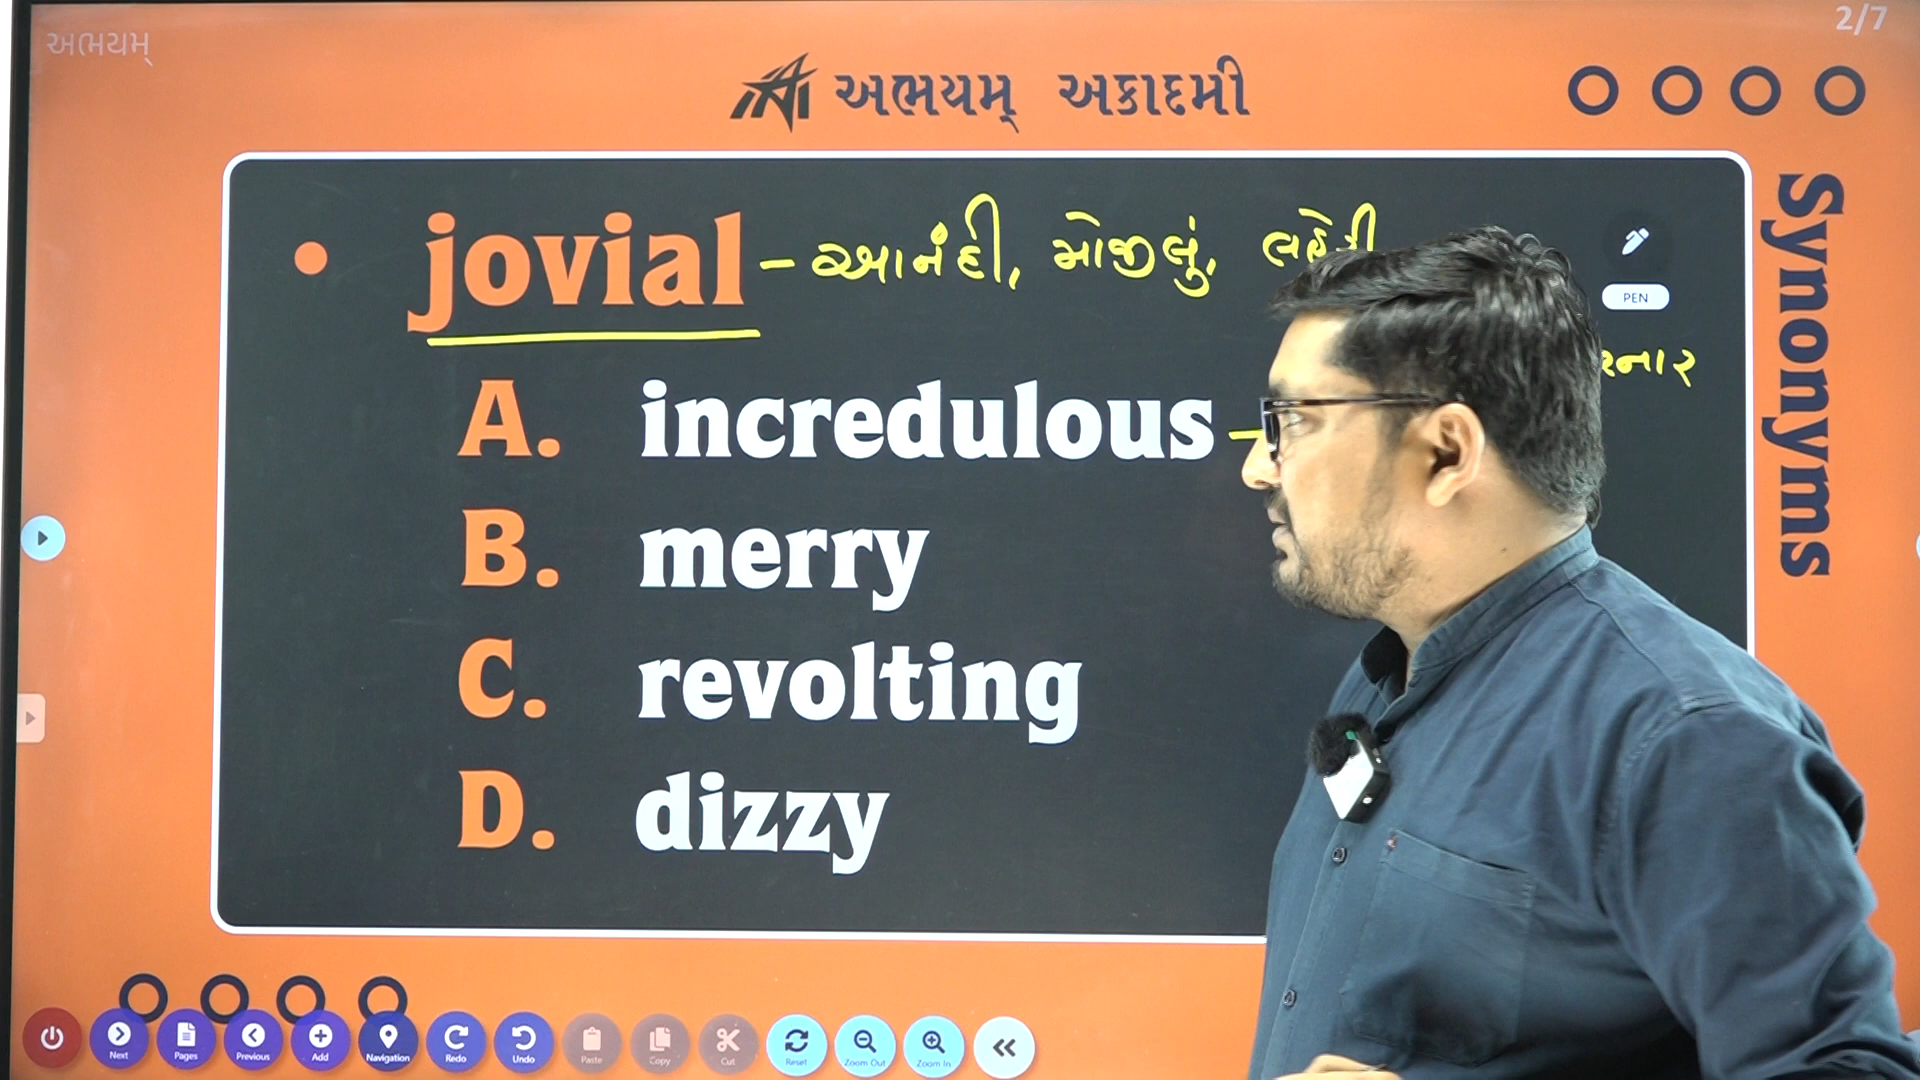 2/7
અભયમ્
અભયમ્ અકાદમી
Synonyms
• jovial - આનંદી, મોજીલું,
PEN
A. incredulous -
B. merry
C. revolting
D. dizzy
Next Pages Previous Add Navigation Redo Undo Paste Copy Cut Reset Zoom Out Zoom In